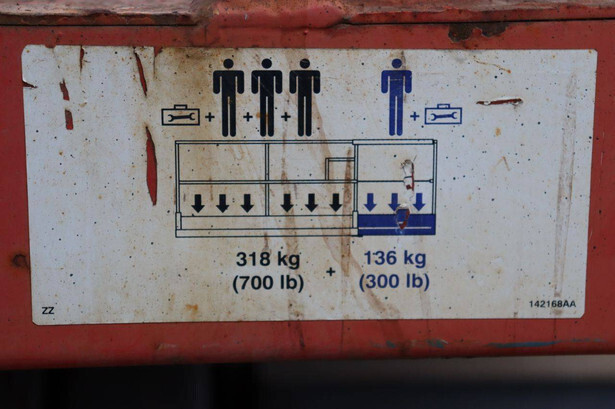 + + + +
318 kg + 136 kg
(700 lb) (300 lb)
ZZ 142168AA